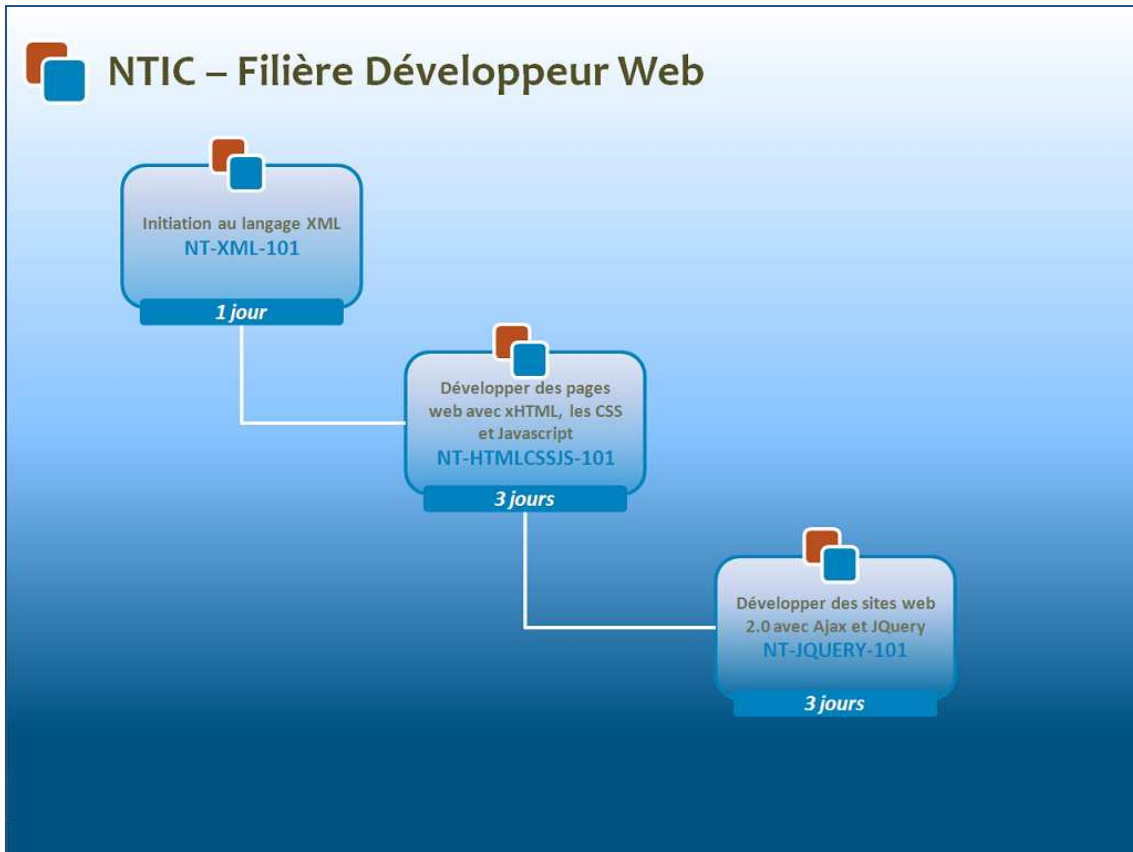 NTIC – Filière Développeur Web
Initiation au langage XML
NT-XML-101
1 jour
Développer des pages
web avec xHTML, les CSS
et Javascript
NT-HTMLCSSJS-101
3 jours
Développer des sites web
2.0 avec Ajax et JQuery
NT-JQUERY-101
3 jours